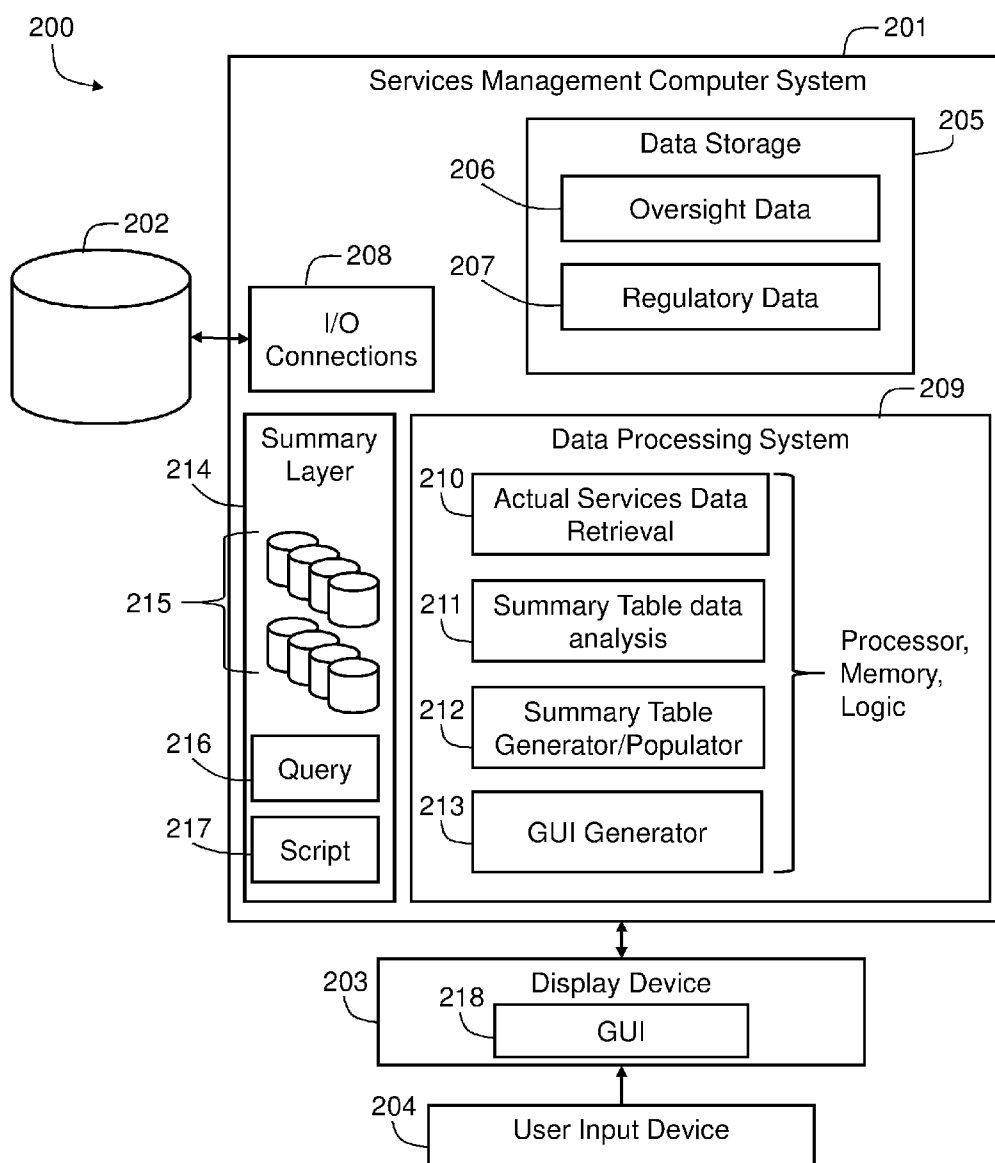 200
201
Services Management Computer System
205
Data Storage
206
Oversight Data
202
208
207
Regulatory Data
I/O
Connections
209
Summary
Layer
Data Processing System
214
210
Actual Services Data
Retrieval
215
211
Summary Table data
analysis
Processor,
Memory,
Logic
212
Summary Table
Generator/Populator
216
Query
213
GUI Generator
217
Script
203
Display Device
218
GUI
204
User Input Device